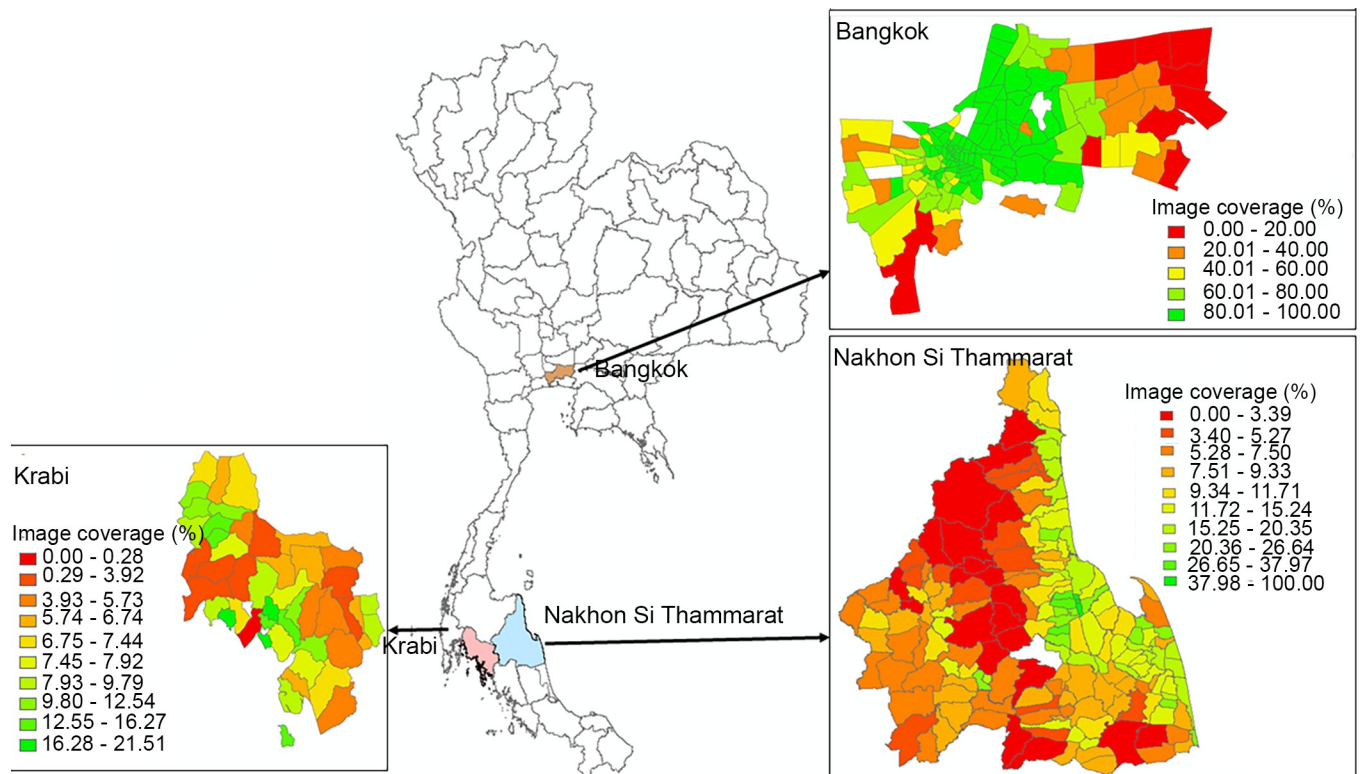 Bangkok
Image coverage (%)
0.00 - 20.00
20.01 - 40.00
40.01 - 60.00
60.01 - 80.00
80.01 - 100.00
Bangkok
Nakhon Si Thammarat
Image coverage (%)
0.00 - 3.39
3.40 - 5.27
5.28 - 7.50
7.51 - 9.33
9.34 - 11.71
11.72 - 15.24
15.25 - 20.35
20.36 - 26.64
26.65 - 37.97
37.98 - 100.00
Krabi
Image coverage (%)
0.00 - 0.28
0.29 - 3.92
3.93 - 5.73
5.74 - 6.74
6.75 - 7.44
7.45 - 7.92
7.93 - 9.79
9.80 - 12.54
12.55 - 16.27
16.28 - 21.51
Nakhon Si Thammarat
Krabi